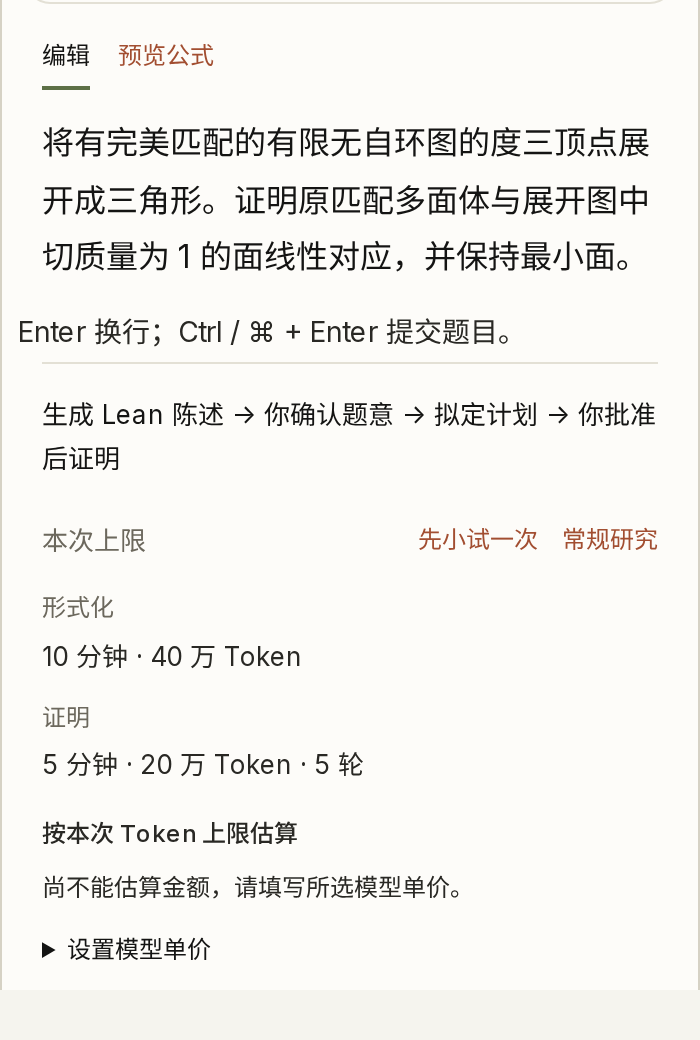 编辑 预览公式
将有完美匹配的有限无自环图的度三顶点展
开成三角形。证明原匹配多面体与展开图中
切质量为 1 的面线性对应，并保持最小面。
Enter 换行；Ctrl / ⌘ + Enter 提交题目。
生成 Lean 陈述 → 你确认题意 → 拟定计划 → 你批准
后证明
本次上限 先小试一次 常规研究
形式化
10 分钟 · 40 万 Token
证明
5 分钟 · 20 万 Token · 5 轮
按本次 Token 上限估算
尚不能估算金额，请填写所选模型单价。
▶ 设置模型单价